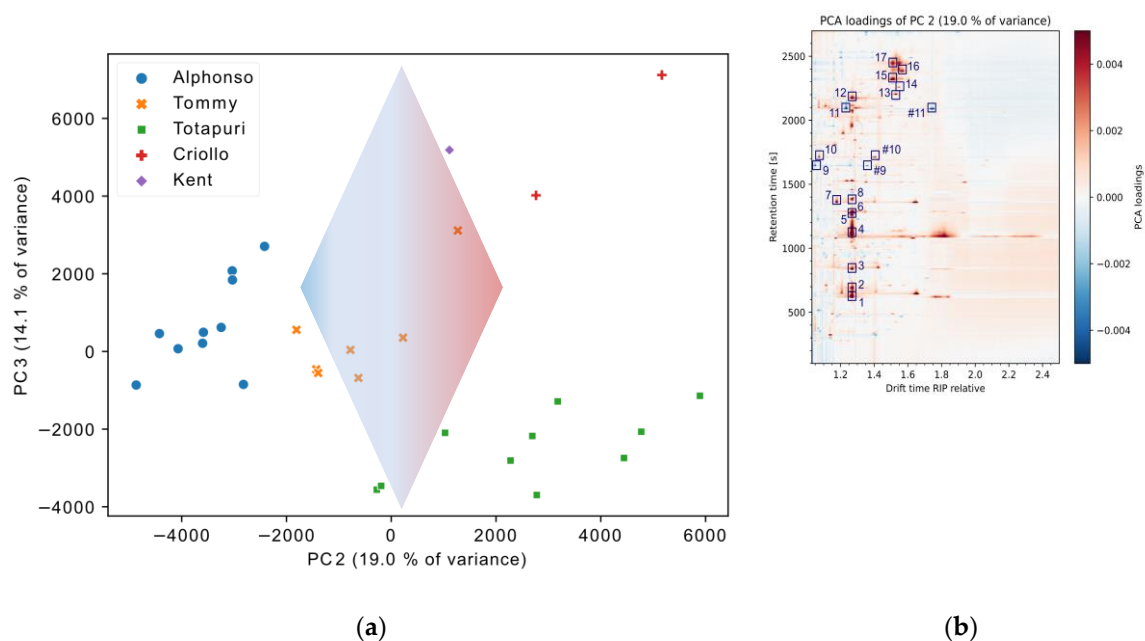 Alphonso
Tommy
Totapuri
Criollo
Kent
6000
4000
2000
0
−2000
−4000
PC3 (14.1 % of variance)
−4000 −2000 0 2000 4000 6000
PC2 (19.0 % of variance)
(a)
PCA loadings of PC 2 (19.0 % of variance)
2500
2000
1500
1000
500
Retention time [s]
17
16
15
14
13
12
11
#11
10
#10
9
#9
7
8
6
5
4
3
2
1
1.2 1.4 1.6 1.8 2.0 2.2 2.4
Drift time RIP relative
0.004
0.002
0.000
−0.002
−0.004
PCA loadings
(b)